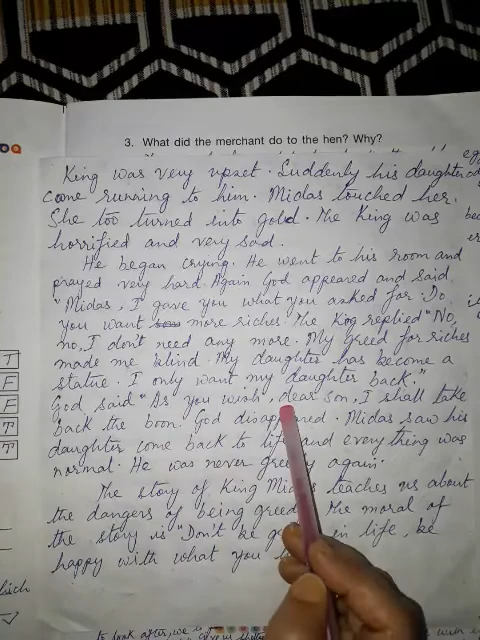 3. What did the merchant do to the hen? Why?
King was very upset. Suddenly his daughter
came running to him. Midas touched her.
She too turned into gold. The King was
horrified and very sad.
He began crying. He went to his room and
prayed very hard. Again God appeared and said
"Midas, I gave you what you asked for. Do
you want more riches. The Kog replied "No,
no, I don't need any more. My greed for riches
made me blind. My daughter has become a
statue. I only want my daughter back."
God said "As you wish, dear son, I shall take
back the boon. God disappeared. Midas saw his
daughter come back to life and everything was
normal. He was never greedy again.
The story of King Midas teaches us about
the dangers of being greedy. The moral of
the story is "Don't be in life, be
happy with what you
T
F
F
T
T